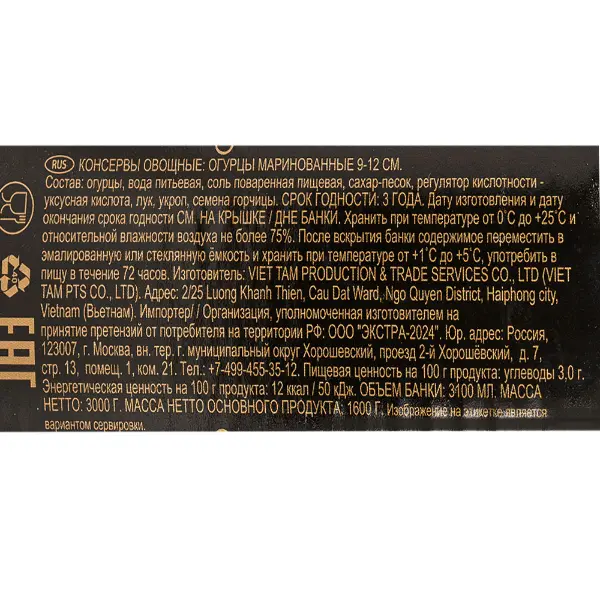 RUS КОНСЕРВЫ ОВОЩНЫЕ: ОГУРЦЫ МАРИНОВАННЫЕ 9-12 СМ.
Состав: огурцы, вода питьевая, соль поваренная пищевая, сахар-песок, регулятор кислотности -
уксусная кислота, лук, укроп, семена горчицы. СРОК ГОДНОСТИ: 3 ГОДА. Дату изготовления и дату
окончания срока годности СМ. НА КРЫШКЕ / ДНЕ БАНКИ. Хранить при температуре от 0°С до +25°С и
относительной влажности воздуха не более 75%. После вскрытия банки содержимое переместить в
эмалированную или стеклянную ёмкость и хранить при температуре от +1°С до +5°С, употребить в
пищу в течение 72 часов. Изготовитель: VIET TAM PRODUCTION & TRADE SERVICES CO., LTD (VIET
TAM PTS CO., LTD). Адрес: 2/25 Luong Khanh Thien, Cau Dat Ward, Ngo Quyen District, Haiphong city,
Vietnam (Вьетнам). Импортер/ / Организация, уполномоченная изготовителем на
принятие претензий от потребителя на территории РФ: ООО "ЭКСТРА-2024". Юр. адрес: Россия,
123007, г. Москва, вн. тер. г. муниципальный округ Хорошевский, проезд 2-й Хорошёвский, д. 7,
стр. 13, помещ. 1, ком. 21. Тел.: +7-499-455-35-12. Пищевая ценность на 100 г продукта: углеводы 3,0 г.
Энергетическая ценность на 100 г продукта: 12 ккал / 50 кДж. ОБЪЕМ БАНКИ: 3100 МЛ. МАССА
НЕТТО: 3000 Г. МАССА НЕТТО ОСНОВНОГО ПРОДУКТА: 1600 Г. Изображение на этикетке является
вариантом сервировки.
EAC